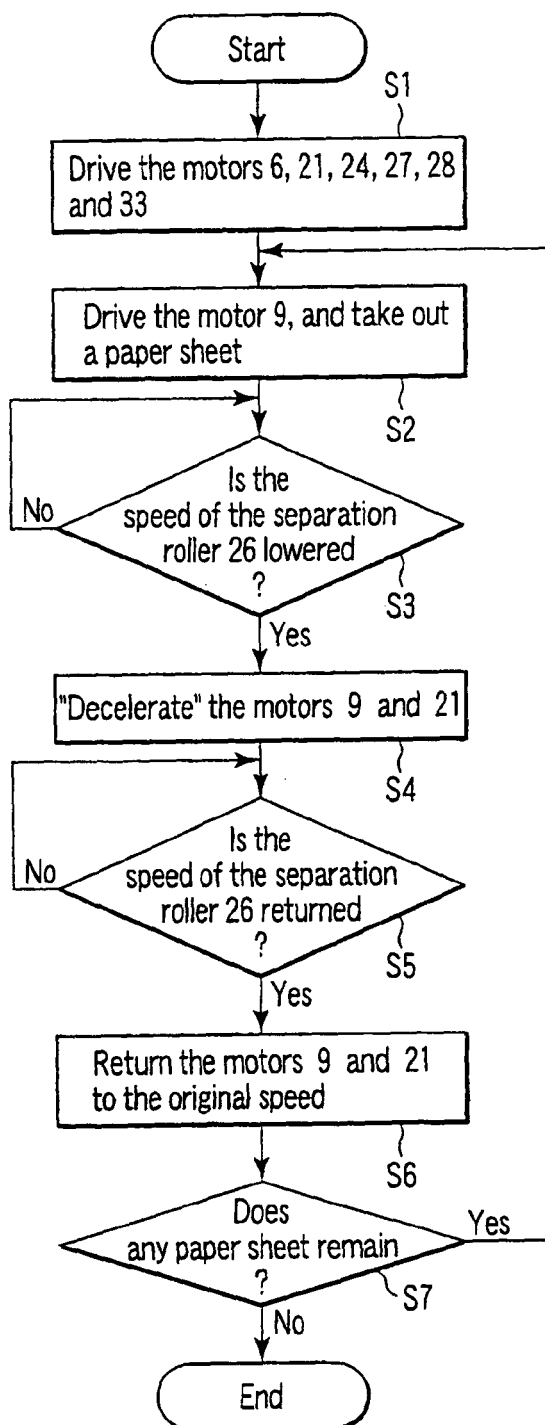 Start
S1
Drive the motors 6, 21, 24, 27, 28
and 33
Drive the motor 9, and take out
a paper sheet
S2
Is the
speed of the separation
roller 26 lowered
?
No
S3
Yes
"Decelerate" the motors 9 and 21
S4
Is the
speed of the separation
roller 26 returned
?
No
S5
Yes
Return the motors 9 and 21
to the original speed
S6
Does
any paper sheet remain
?
Yes
S7
No
End